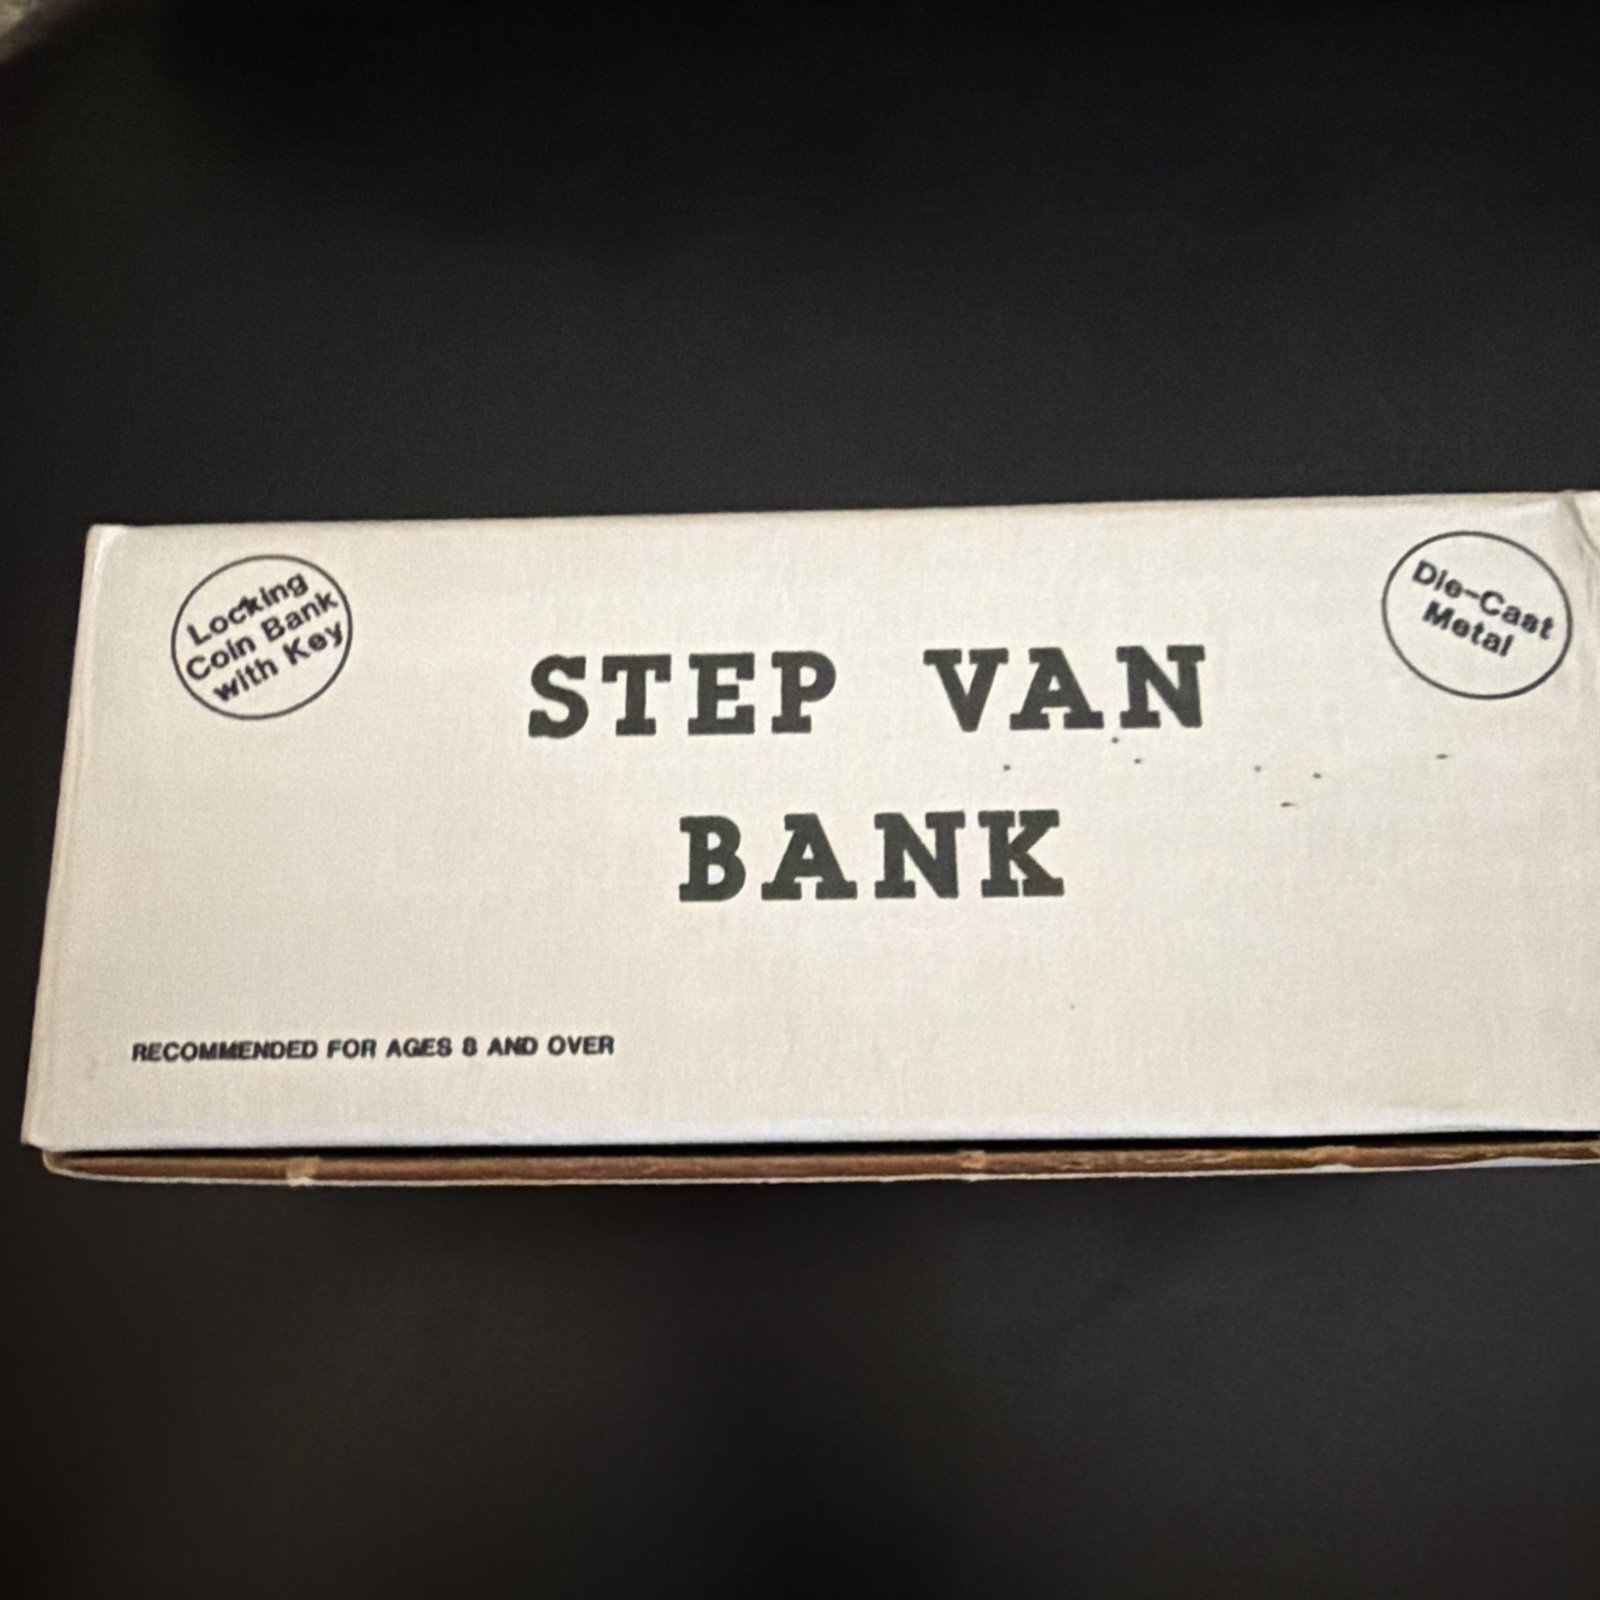 Locking
Coin Bank
with Key
Die-Cast
Metal
STEP VAN
BANK
RECOMMENDED FOR AGES 8 AND OVER